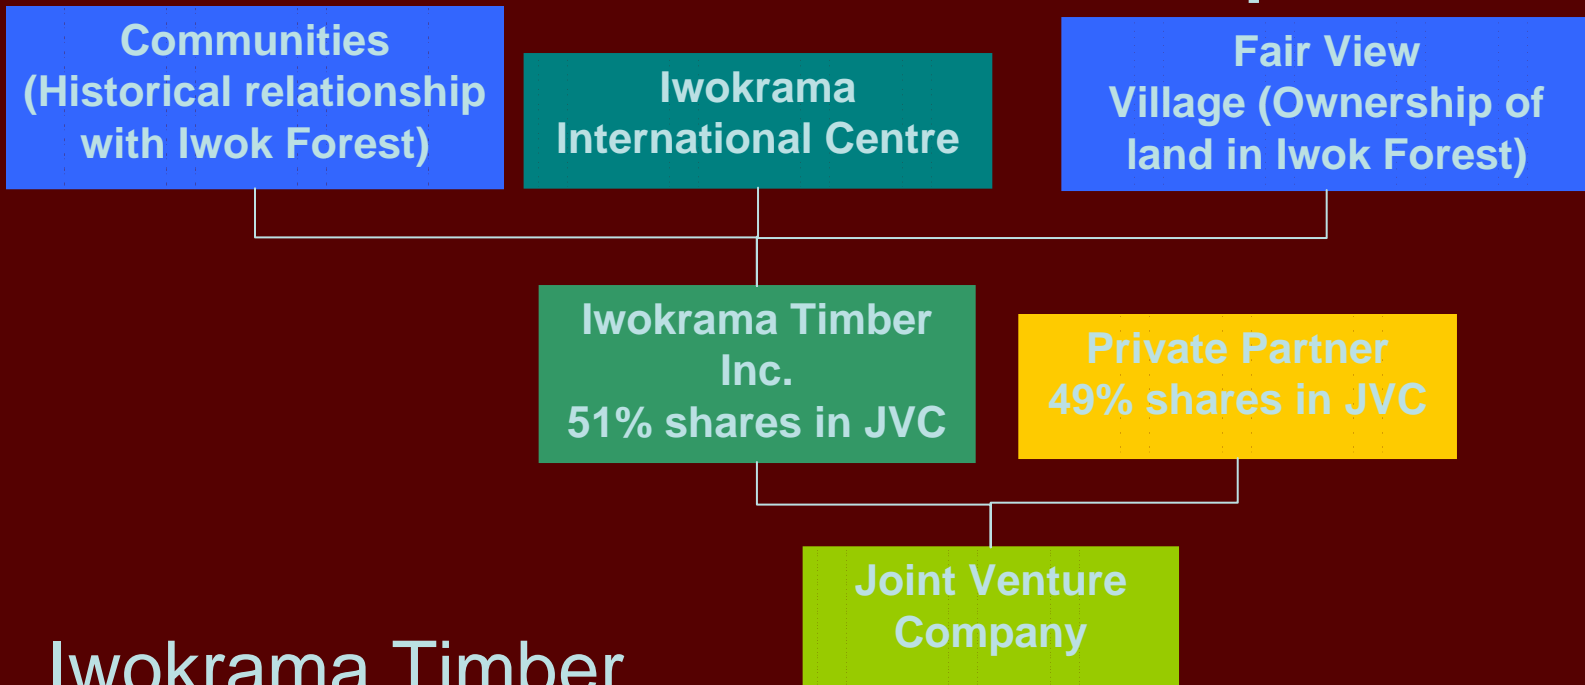 Communities
(Historical relationship
with Iwok Forest)
Iwokrama
International Centre
Fair View
Village (Ownership of
land in Iwok Forest)
Iwokrama Timber
Inc.
51% shares in JVC
Private Partner
49% shares in JVC
Joint Venture
Company
Iwokrama Timber